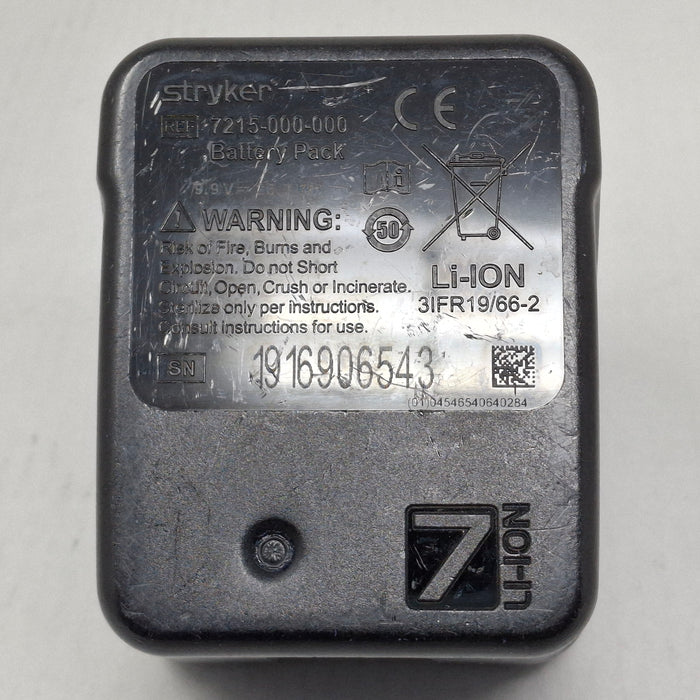 stryker
REF 7215-000-000
Battery Pack
9.9V
WARNING:
Risk of Fire, Burns and
Explosion. Do not Short
Circuit, Open, Crush or Incinerate.
Sterilize only per instructions.
Consult instructions for use.
CE
i
50
Li-ION
3IFR19/66-2
SN 1916906543
(01)04546540640284
7
LI-ION